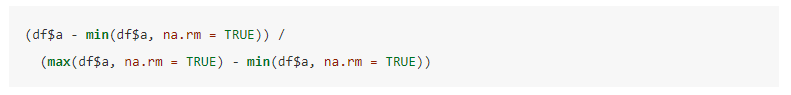 (df$a - min(df$a, na.rm = TRUE)) /
  (max(df$a, na.rm = TRUE) - min(df$a, na.rm = TRUE))